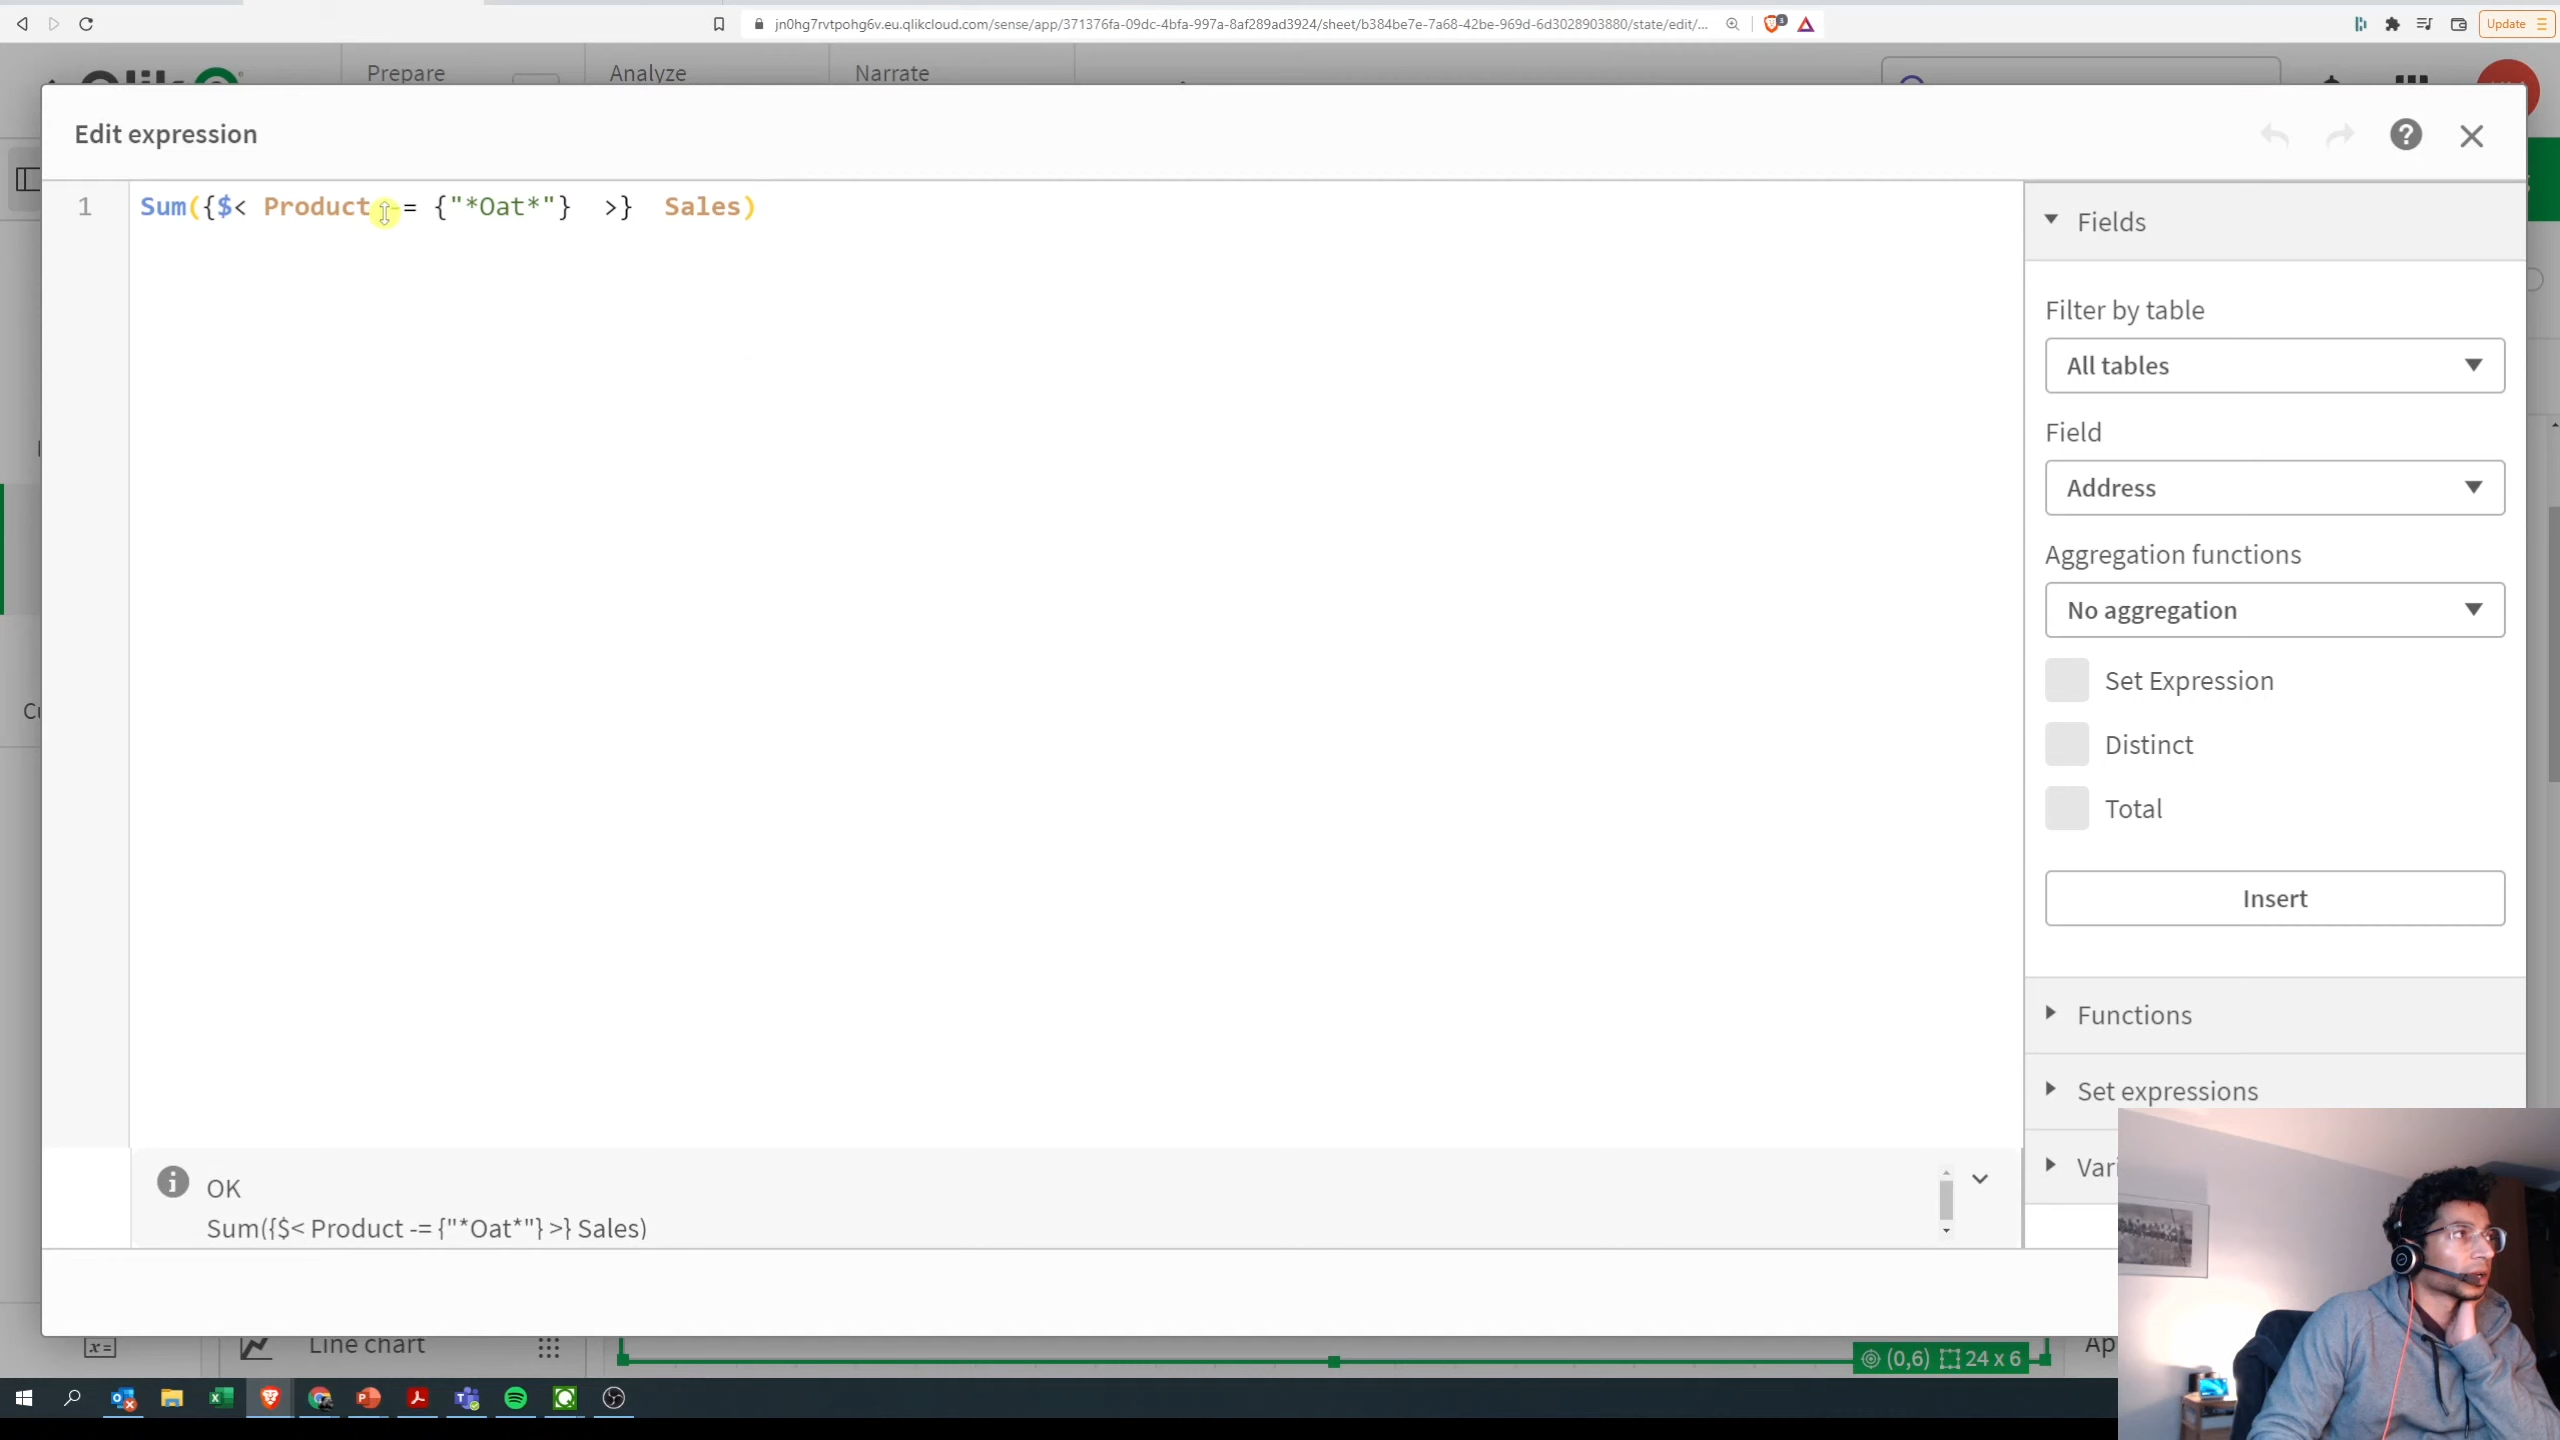 jn0hg7rvtpohg6v.eu.qlikcloud.com/sense/app/371376fa-09dc-4bfa-997a-8af289ad3924/sheet/b384be7e-7a68-42be-969d-6d3028903880/state/edit/...
Update
Prepare
Analyze
Narrate
Edit expression
1
Sum({$< Product -= {"*Oat*"}  >}  Sales)
Fields
Filter by table
All tables
Field
Address
Aggregation functions
No aggregation
Set Expression
Distinct
Total
Insert
Functions
Set expressions
Vari
OK
Sum({$< Product -= {"*Oat*"} >} Sales)
Line chart
(0,6) 24 x 6
Ap